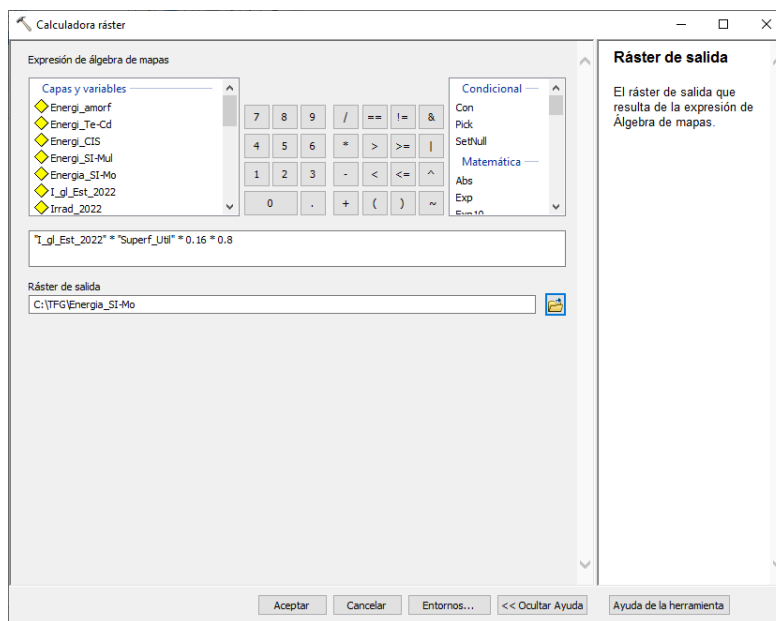 Calculadora ráster
Expresión de álgebra de mapas
Capas y variables
Energi_amorf
Energi_Te-Cd
Energi_CIS
Energi_SI-Mul
Energia_SI-Mo
I_gl_Est_2022
Irrad_2022
7 8 9 / == != &
4 5 6 * > >= |
1 2 3 - < <= ^
0 . + ( ) ~
Condicional
Con
Pick
SetNull
Matemática
Abs
Exp
Exp10
"I_gl_Est_2022" * "Superf_Util" * 0.16 * 0.8
Ráster de salida
C:\TFG\Energia_SI-Mo
Ráster de salida
El ráster de salida que
resulta de la expresión de
Álgebra de mapas.
Aceptar
Cancelar
Entornos...
<< Ocultar Ayuda
Ayuda de la herramienta